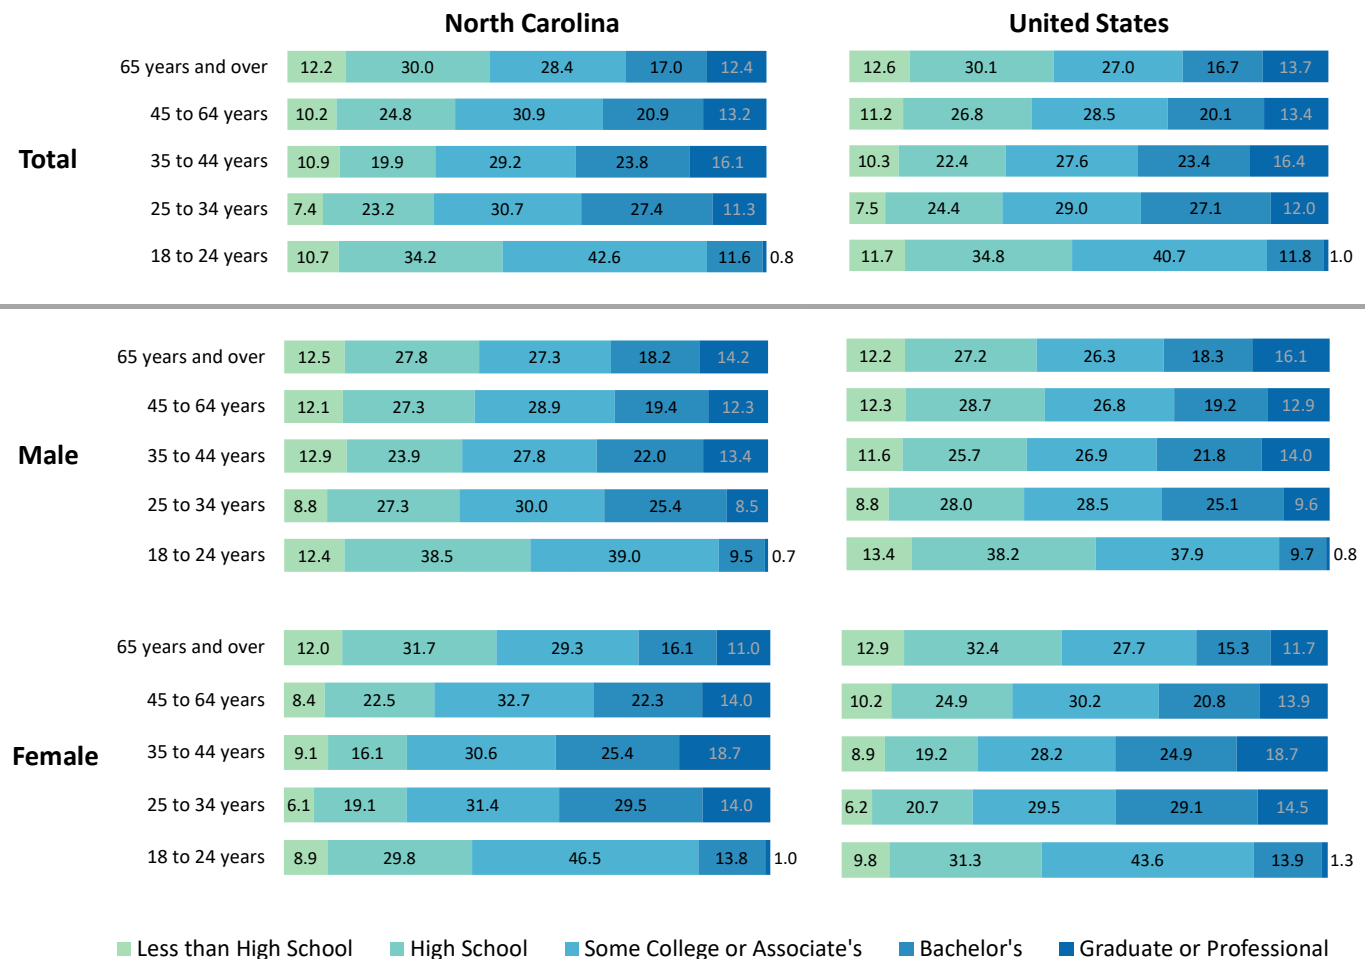 North Carolina United States
65 years and over 12.2 30.0 28.4 17.0 12.4 12.6 30.1 27.0 16.7 13.7
45 to 64 years 10.2 24.8 30.9 20.9 13.2 11.2 26.8 28.5 20.1 13.4
Total 35 to 44 years 10.9 19.9 29.2 23.8 16.1 10.3 22.4 27.6 23.4 16.4
25 to 34 years 7.4 23.2 30.7 27.4 11.3 7.5 24.4 29.0 27.1 12.0
18 to 24 years 10.7 34.2 42.6 11.6 0.8 11.7 34.8 40.7 11.8 1.0
65 years and over 12.5 27.8 27.3 18.2 14.2 12.2 27.2 26.3 18.3 16.1
45 to 64 years 12.1 27.3 28.9 19.4 12.3 12.3 28.7 26.8 19.2 12.9
Male 35 to 44 years 12.9 23.9 27.8 22.0 13.4 11.6 25.7 26.9 21.8 14.0
25 to 34 years 8.8 27.3 30.0 25.4 8.5 8.8 28.0 28.5 25.1 9.6
18 to 24 years 12.4 38.5 39.0 9.5 0.7 13.4 38.2 37.9 9.7 0.8
65 years and over 12.0 31.7 29.3 16.1 11.0 12.9 32.4 27.7 15.3 11.7
45 to 64 years 8.4 22.5 32.7 22.3 14.0 10.2 24.9 30.2 20.8 13.9
Female 35 to 44 years 9.1 16.1 30.6 25.4 18.7 8.9 19.2 28.2 24.9 18.7
25 to 34 years 6.1 19.1 31.4 29.5 14.0 6.2 20.7 29.5 29.1 14.5
18 to 24 years 8.9 29.8 46.5 13.8 1.0 9.8 31.3 43.6 13.9 1.3
Less than High School High School Some College or Associate's Bachelor's Graduate or Professional